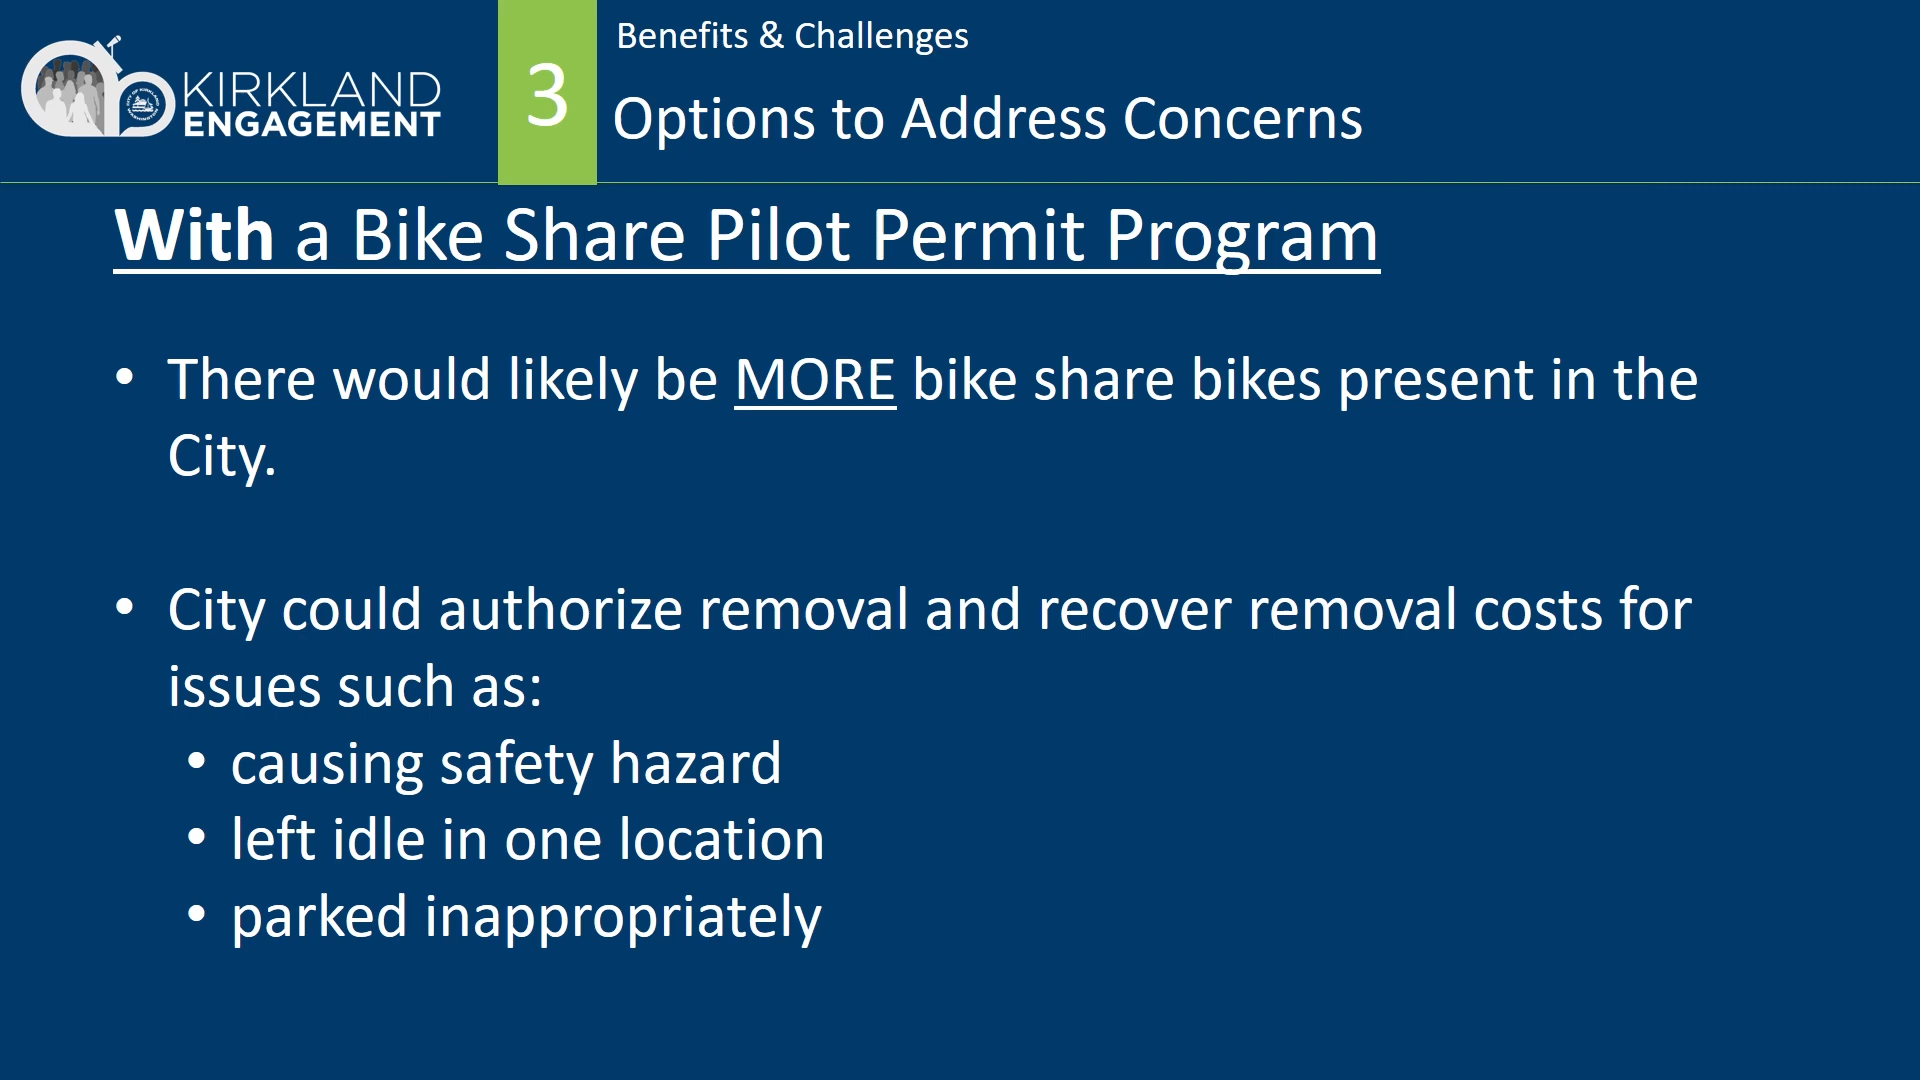 KIRKLAND
ENGAGEMENT
3
Benefits & Challenges
Options to Address Concerns
With a Bike Share Pilot Permit Program
• There would likely be MORE bike share bikes present in the
City.
• City could authorize removal and recover removal costs for
issues such as:
• causing safety hazard
• left idle in one location
• parked inappropriately